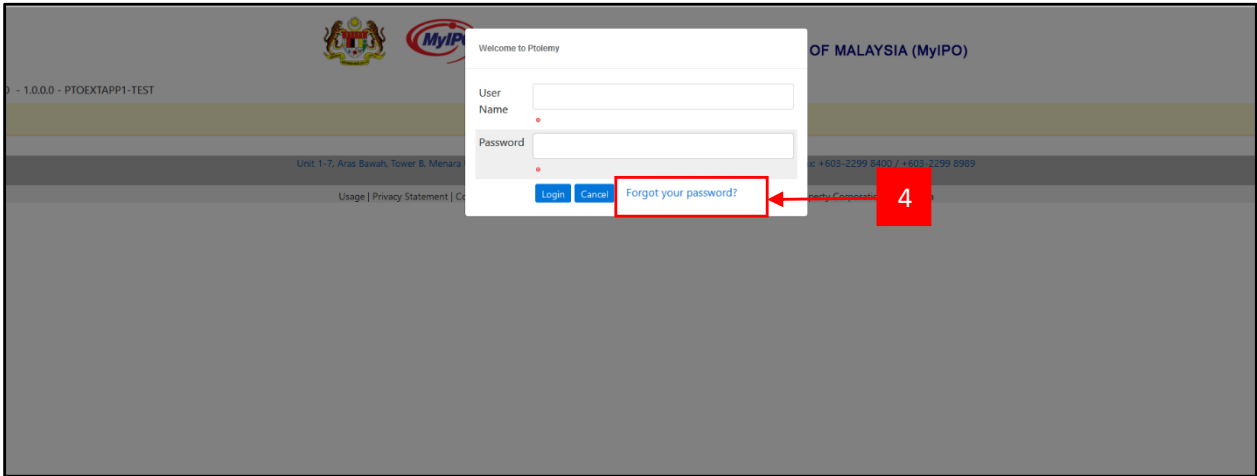 MyIP
Welcome to Ptolemy
OF MALAYSIA (MyIPO)
- 1.0.0.0 - PTOEXTAPP1-TEST
User
Name
Password
Unit 1-7, Aras Bawah, Tower B, Menara
+603-2299 8400 / +603-2299 8989
Login Cancel Forgot your password?
4
Usage | Privacy Statement |